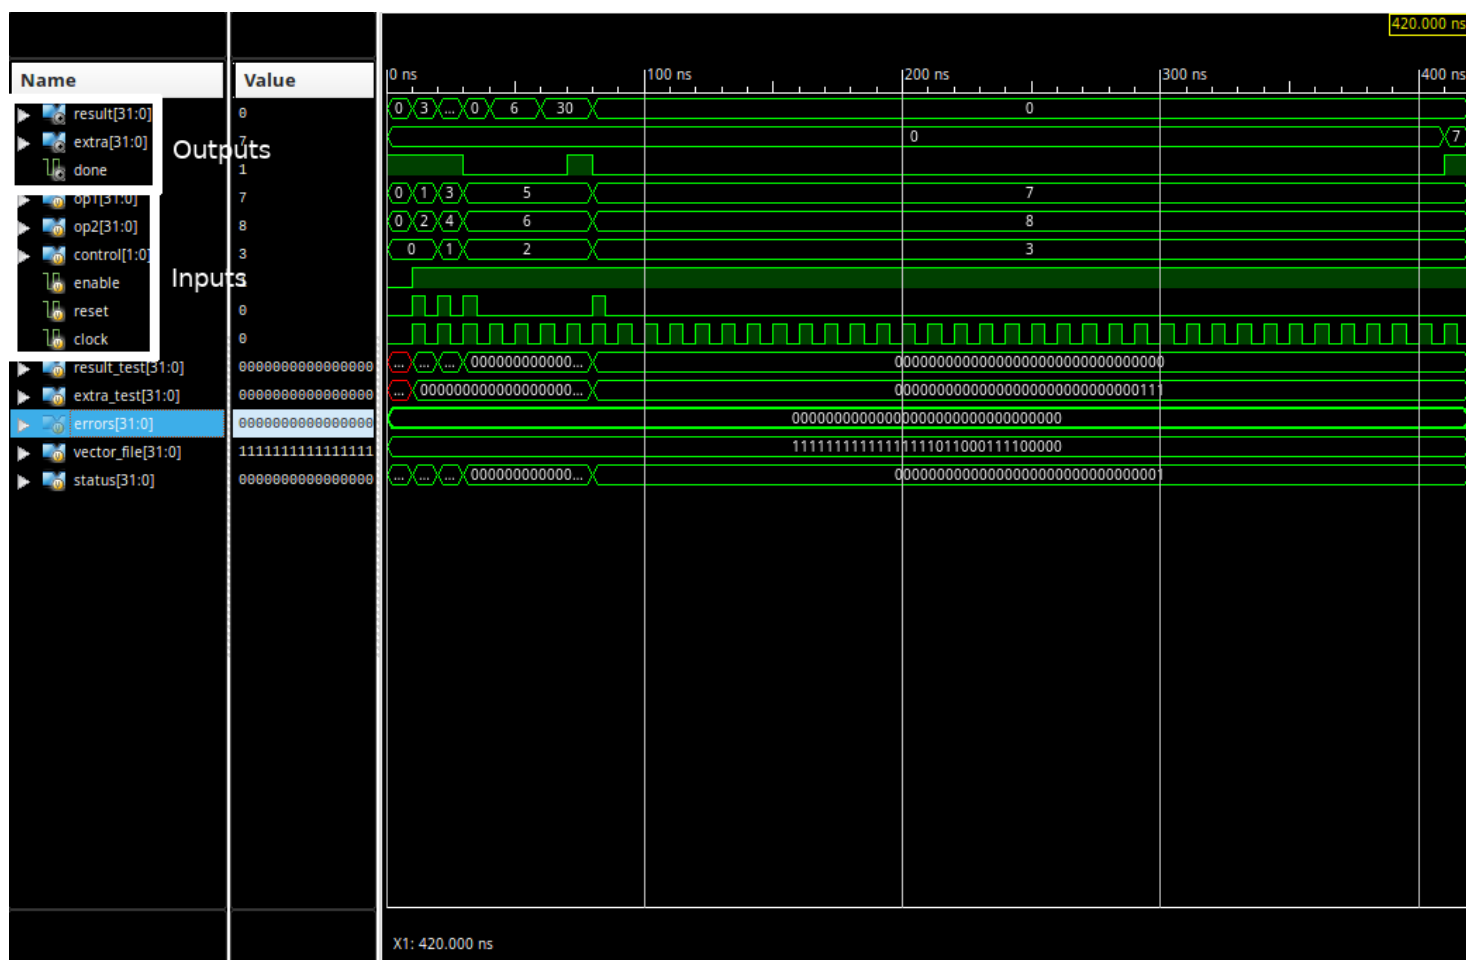 420.000 ns
Name Value
0 ns 100 ns 200 ns 300 ns 400 ns
result[31:0] 0 0 3 ... 0 6 30 0
extra[31:0] 7 0 7
Outputs
done 1
op1[31:0] 7 0 1 3 5 7
op2[31:0] 8 0 2 4 6 8
control[1:0] 3 0 1 2 3
Inputs
enable
reset 0
clock 0
result_test[31:0] 0000000000000000 ... ... ... 000000000000... 00000000000000000000000000000000
extra_test[31:0] 0000000000000000 ... 000000000000000000... 00000000000000000000000000000111
errors[31:0] 0000000000000000 00000000000000000000000000000000
vector_file[31:0] 1111111111111111 11111111111111111011000111100000
status[31:0] 0000000000000000 ... ... ... 000000000000... 00000000000000000000000000000001
X1: 420.000 ns